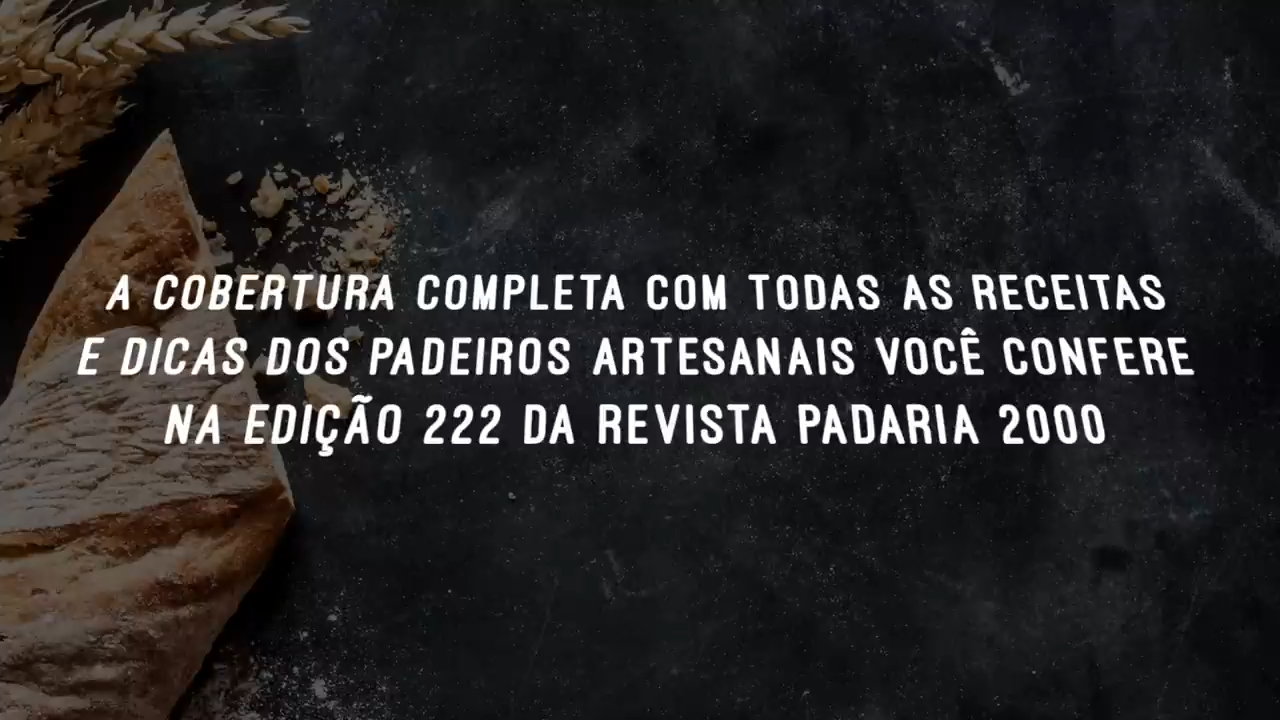 A COBERTURA COMPLETA COM TODAS AS RECEITAS
E DICAS DOS PADEIROS ARTESANAIS VOCÊ CONFERE
NA EDIÇÃO 222 DA REVISTA PADARIA 2000